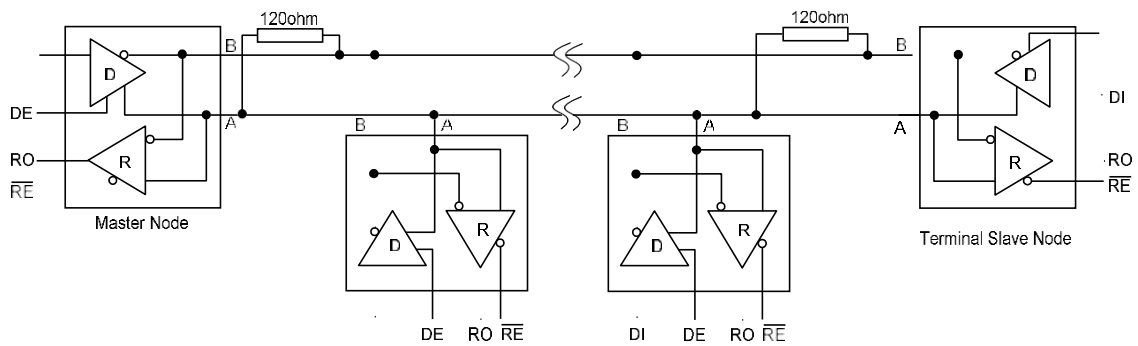 120ohm
120ohm
B
B
D
D
DE
DI
A
B
A
B
A
A
RO
R
R
RO
RE
RE
Master Node
R
R
Terminal Slave Node
D
D
DE
RO
RE
DI
DE
RO
RE